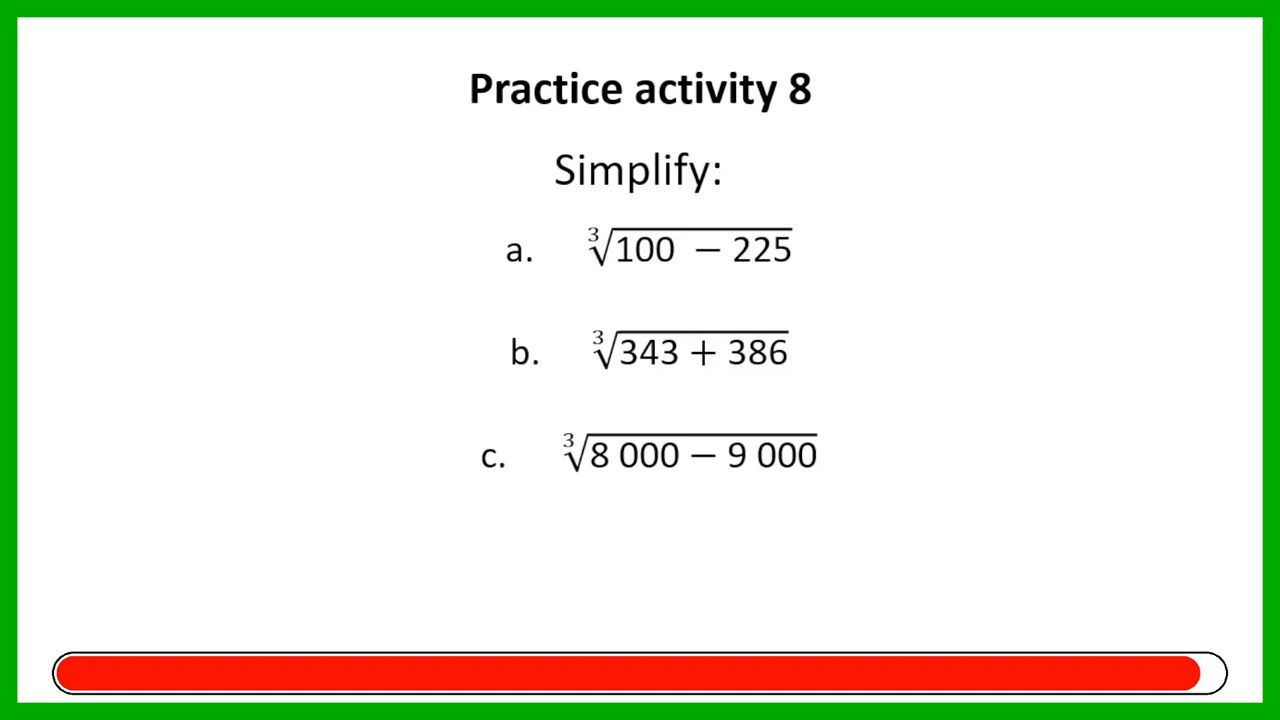 Practice activity 8
Simplify:
a. ∛100 − 225
b. ∛343 + 386
c. ∛8 000 − 9 000